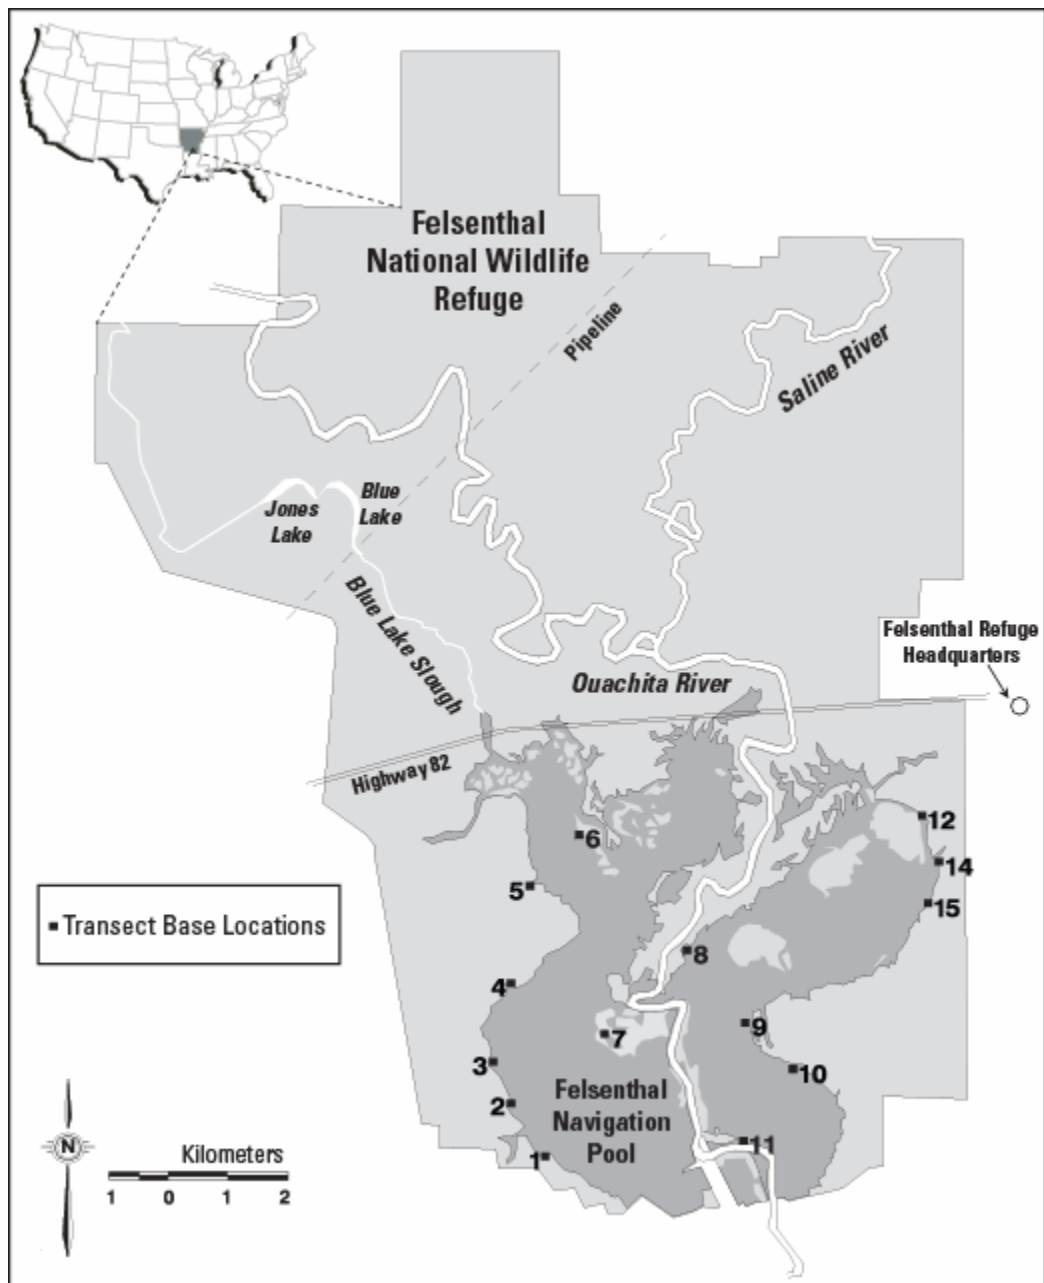 Felsenthal
National Wildlife
Refuge
Pipeline
Saline River
Jones
Lake
Blue
Lake
Blue Lake Slough
Felsenthal Refuge
Headquarters
Ouachita River
Highway 82
12
6
14
5
15
■ Transect Base Locations
8
4
9
7
3
10
Felsenthal
Navigation
Pool
2
11
1
N
Kilometers
1 0 1 2